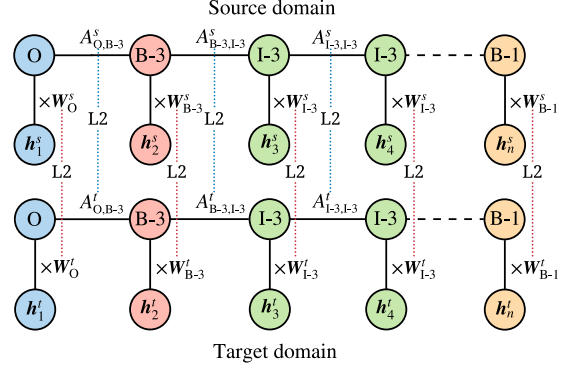 Source domain
A^s_{O,B-3} A^s_{B-3,I-3} A^s_{I-3,I-3}
O B-3 I-3 I-3 B-1
×W^s_O ×W^s_{B-3} ×W^s_{I-3} ×W^s_{I-3} ×W^s_{B-1}
L2 L2 L2
h^s_1 h^s_2 h^s_3 h^s_4 h^s_n
L2 L2 L2 L2 L2
A^t_{O,B-3} A^t_{B-3,I-3} A^t_{I-3,I-3}
O B-3 I-3 I-3 B-1
×W^t_O ×W^t_{B-3} ×W^t_{I-3} ×W^t_{I-3} ×W^t_{B-1}
h^t_1 h^t_2 h^t_3 h^t_4 h^t_n
Target domain